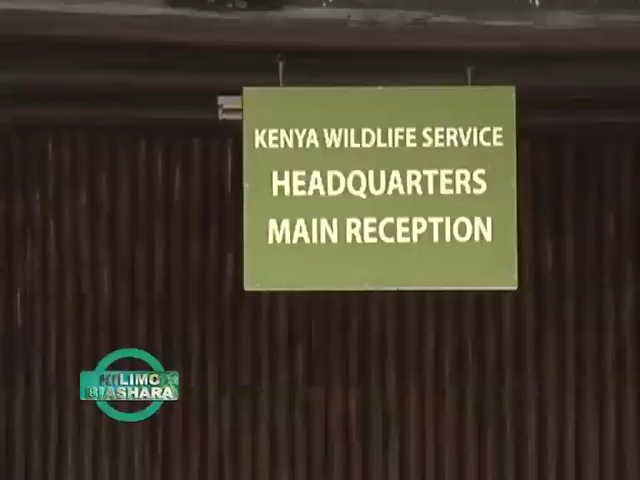 KENYA WILDLIFE SERVICE
HEADQUARTERS
MAIN RECEPTION
KILIMO
BIASHARA